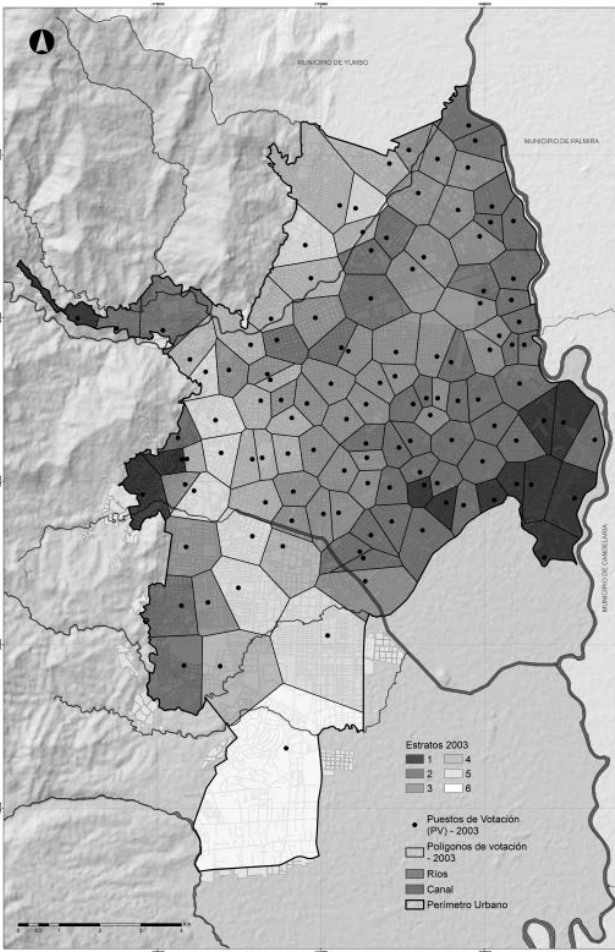 MUNICIPIO DE YUMBO
MUNICIPIO DE PALMIRA
MUNICIPIO DE CANDELARIA
Estratos 2003
1 4
2 5
3 6
Puestos de Votación
(PV) - 2003
Polígonos de votación
- 2003
Ríos
Canal
Perímetro Urbano
0 0,5 1 2 3 4